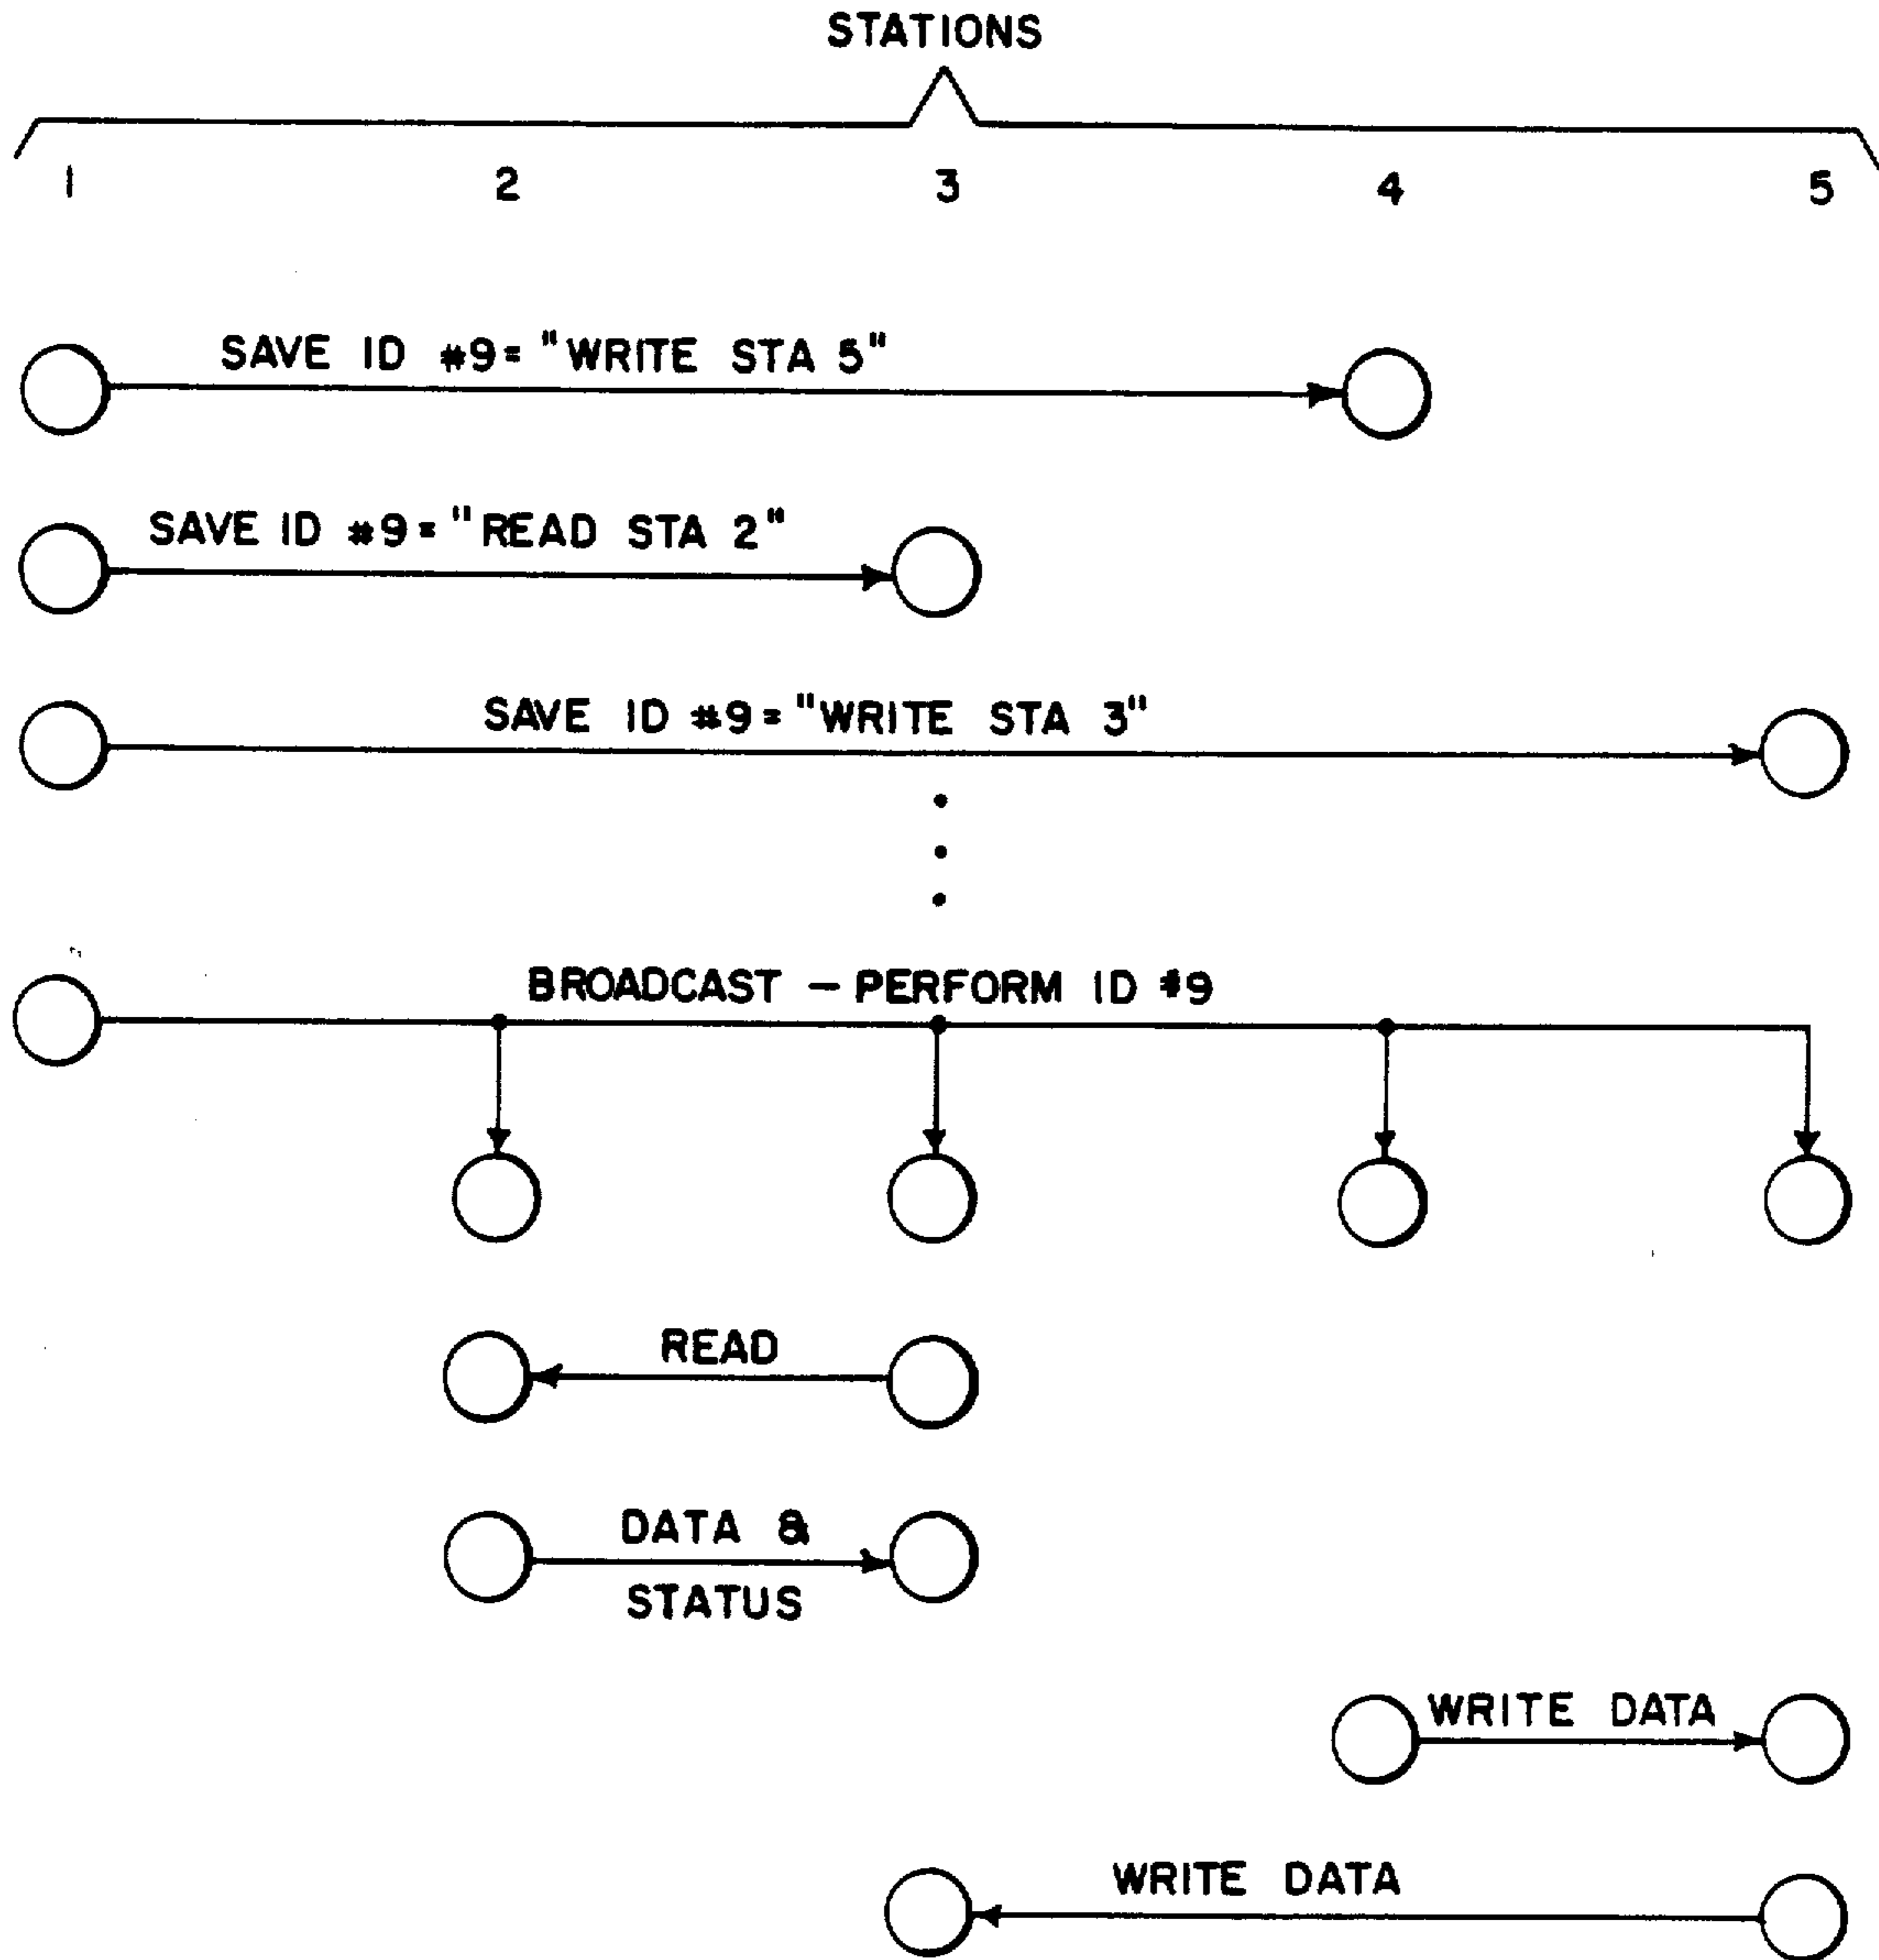 STATIONS
1 2 3 4 5
SAVE ID #9="WRITE STA 5"
SAVE ID #9="READ STA 2"
SAVE ID #9="WRITE STA 3"
BROADCAST — PERFORM ID #9
READ
DATA &
STATUS
WRITE DATA
WRITE DATA